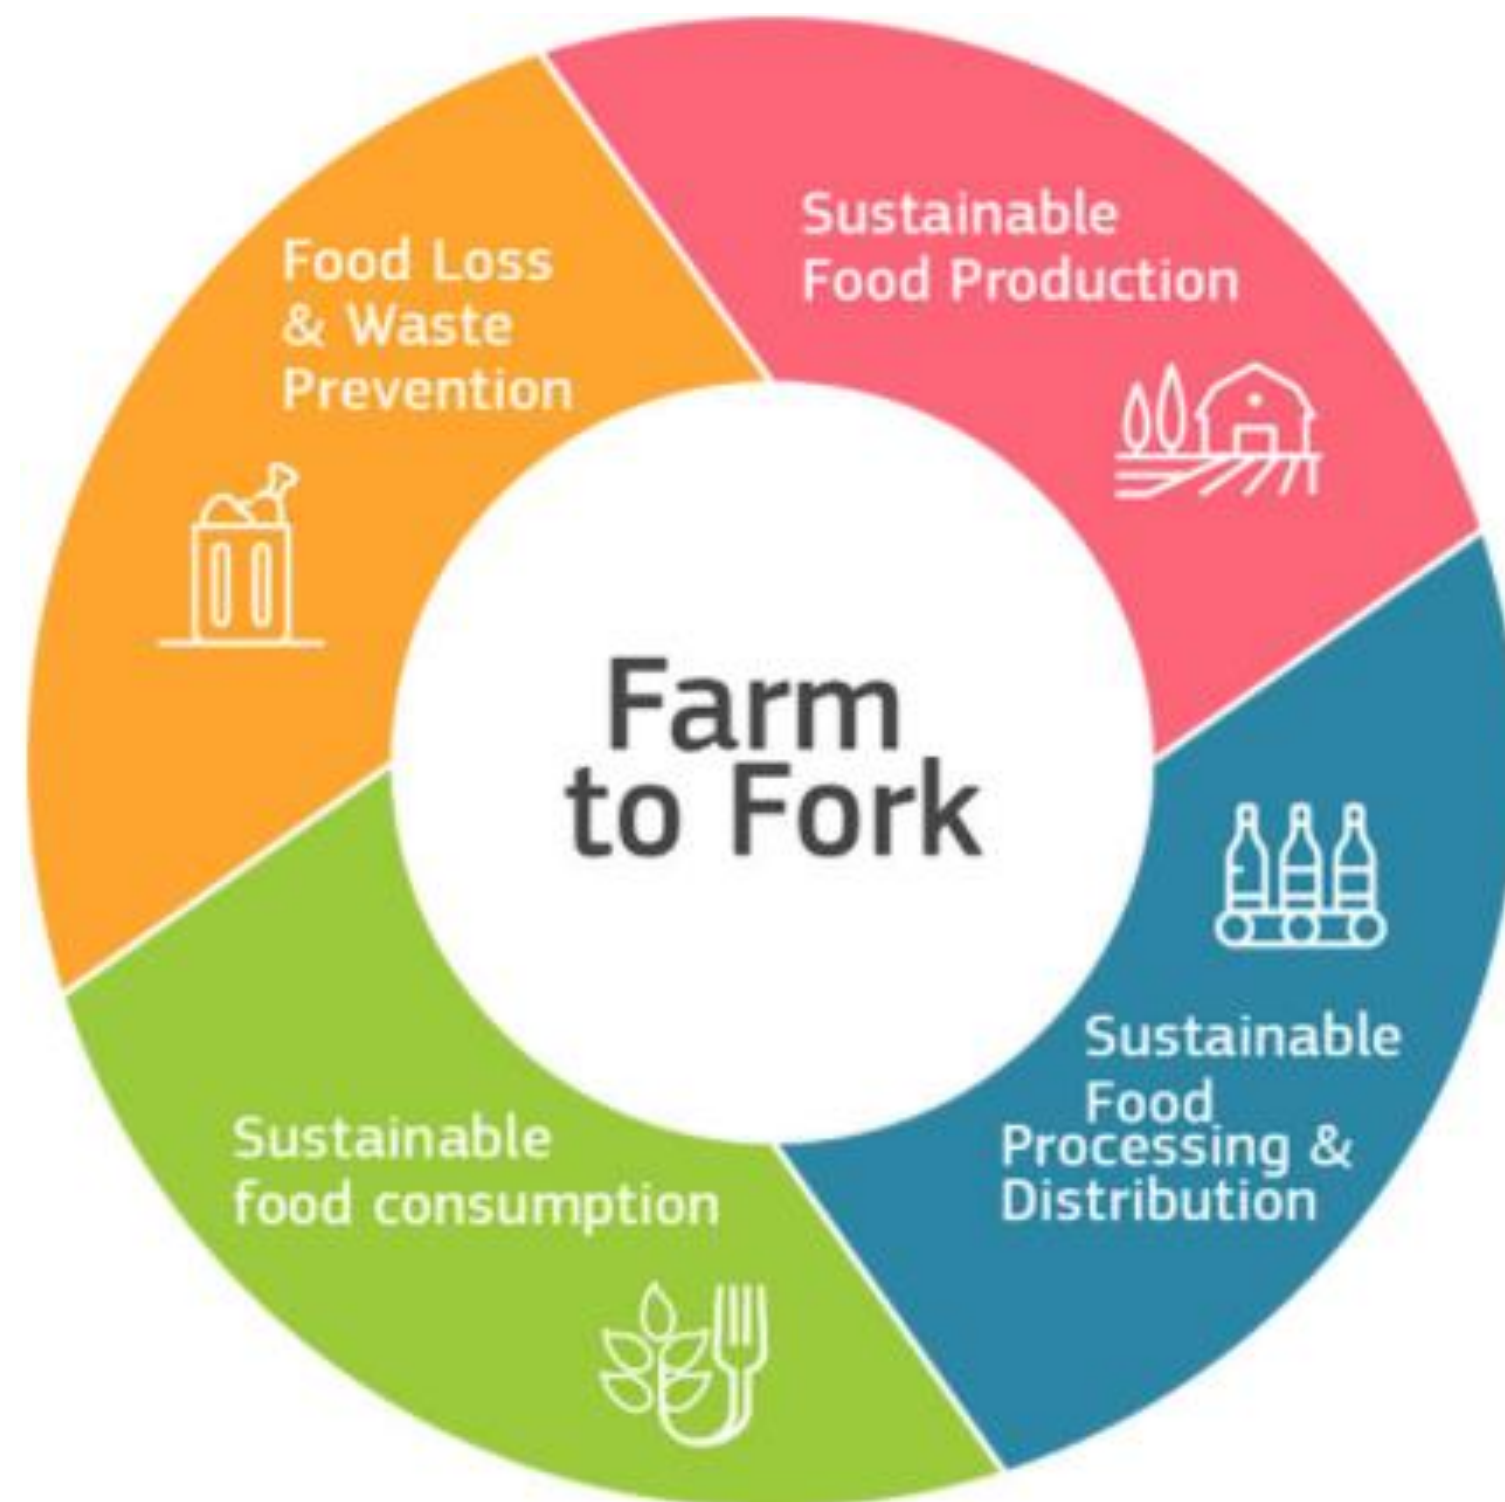 Food Loss
& Waste
Prevention
Sustainable
Food Production
Farm
to Fork
Sustainable
Food
Processing &
Distribution
Sustainable
food consumption